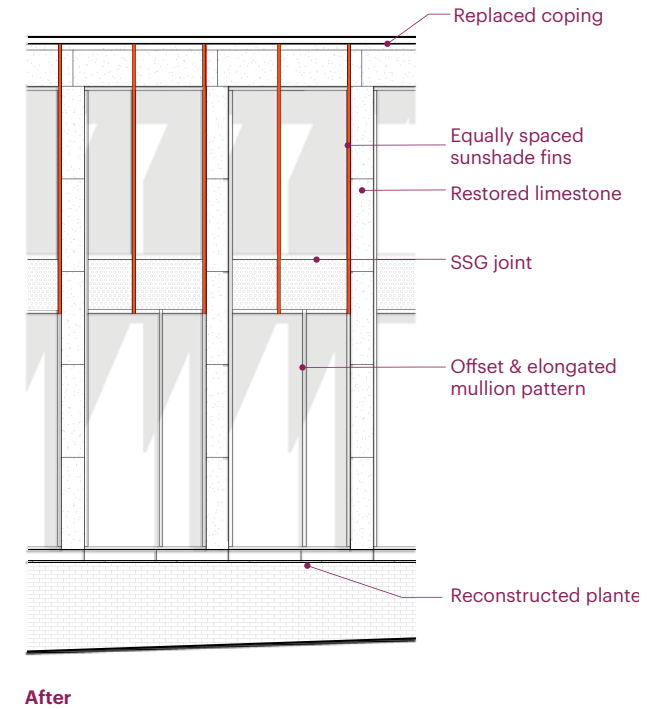 Replaced coping
Equally spaced
sunshade fins
Restored limestone
SSG joint
Offset & elongated
mullion pattern
Reconstructed plante
After